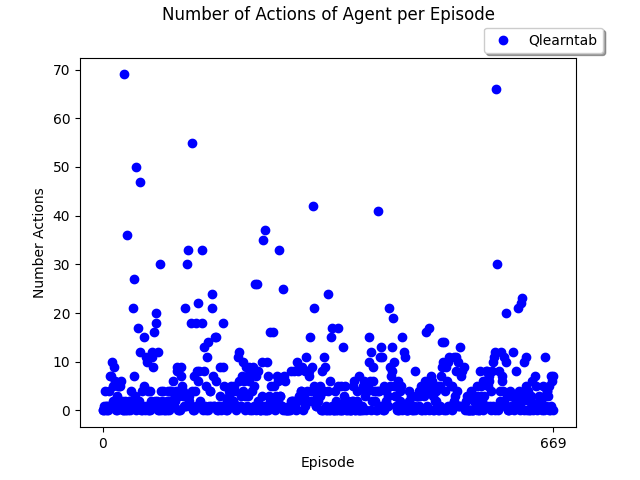 Number of Actions of Agent per Episode
Qlearntab
70
60
50
40
30
20
10
0
Number Actions
0 669
Episode